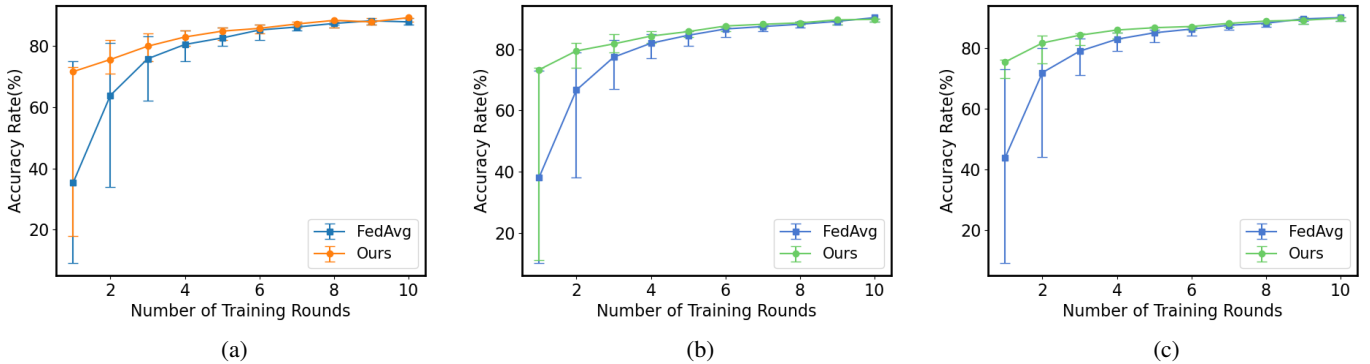 80
60
40
20
Accuracy Rate(%)
FedAvg
Ours
2 4 6 8 10
Number of Training Rounds
(a)
80
60
40
20
Accuracy Rate(%)
FedAvg
Ours
2 4 6 8 10
Number of Training Rounds
(b)
80
60
40
20
Accuracy Rate(%)
FedAvg
Ours
2 4 6 8 10
Number of Training Rounds
(c)